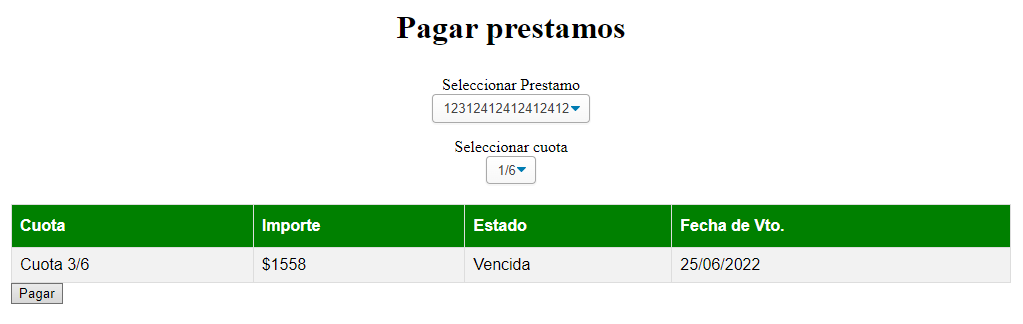 Pagar prestamos
Seleccionar Prestamo
12312412412412412
Seleccionar cuota
1/6
Cuota Importe Estado Fecha de Vto.
Cuota 3/6 $1558 Vencida 25/06/2022
Pagar